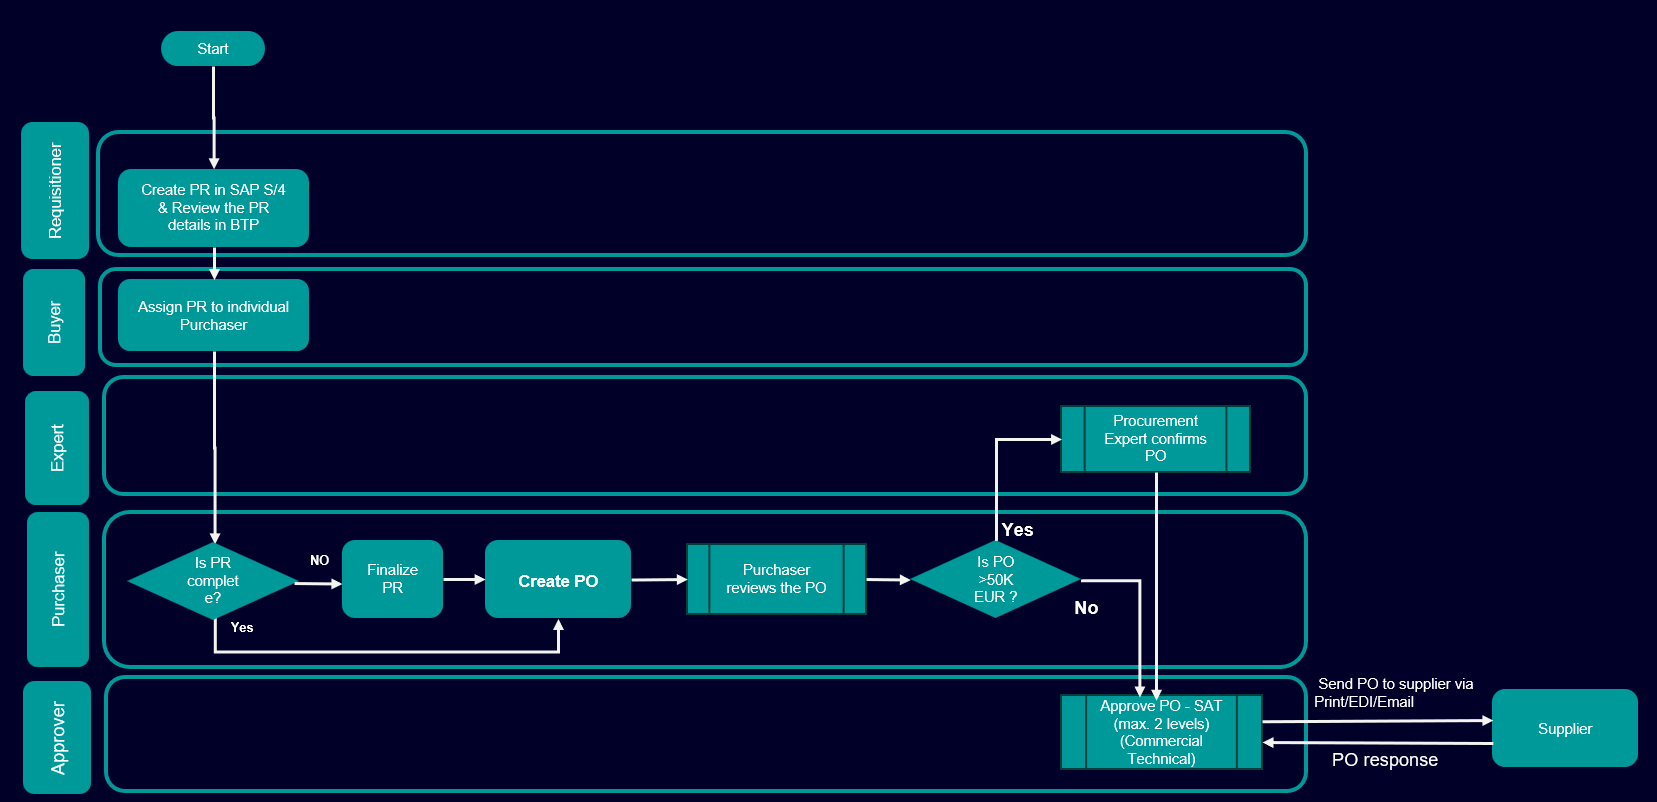 Start
Requisitioner
Create PR in SAP S/4
& Review the PR
details in BTP
Buyer
Assign PR to individual
Purchaser
Expert
Procurement
Expert confirms
PO
Purchaser
Is PR
complet
e?
NO
Yes
Finalize
PR
Create PO
Purchaser
reviews the PO
Is PO
>50K
EUR ?
Yes
No
Approver
Approve PO - SAT
(max. 2 levels)
(Commercial
Technical)
Send PO to supplier via
Print/EDI/Email
PO response
Supplier